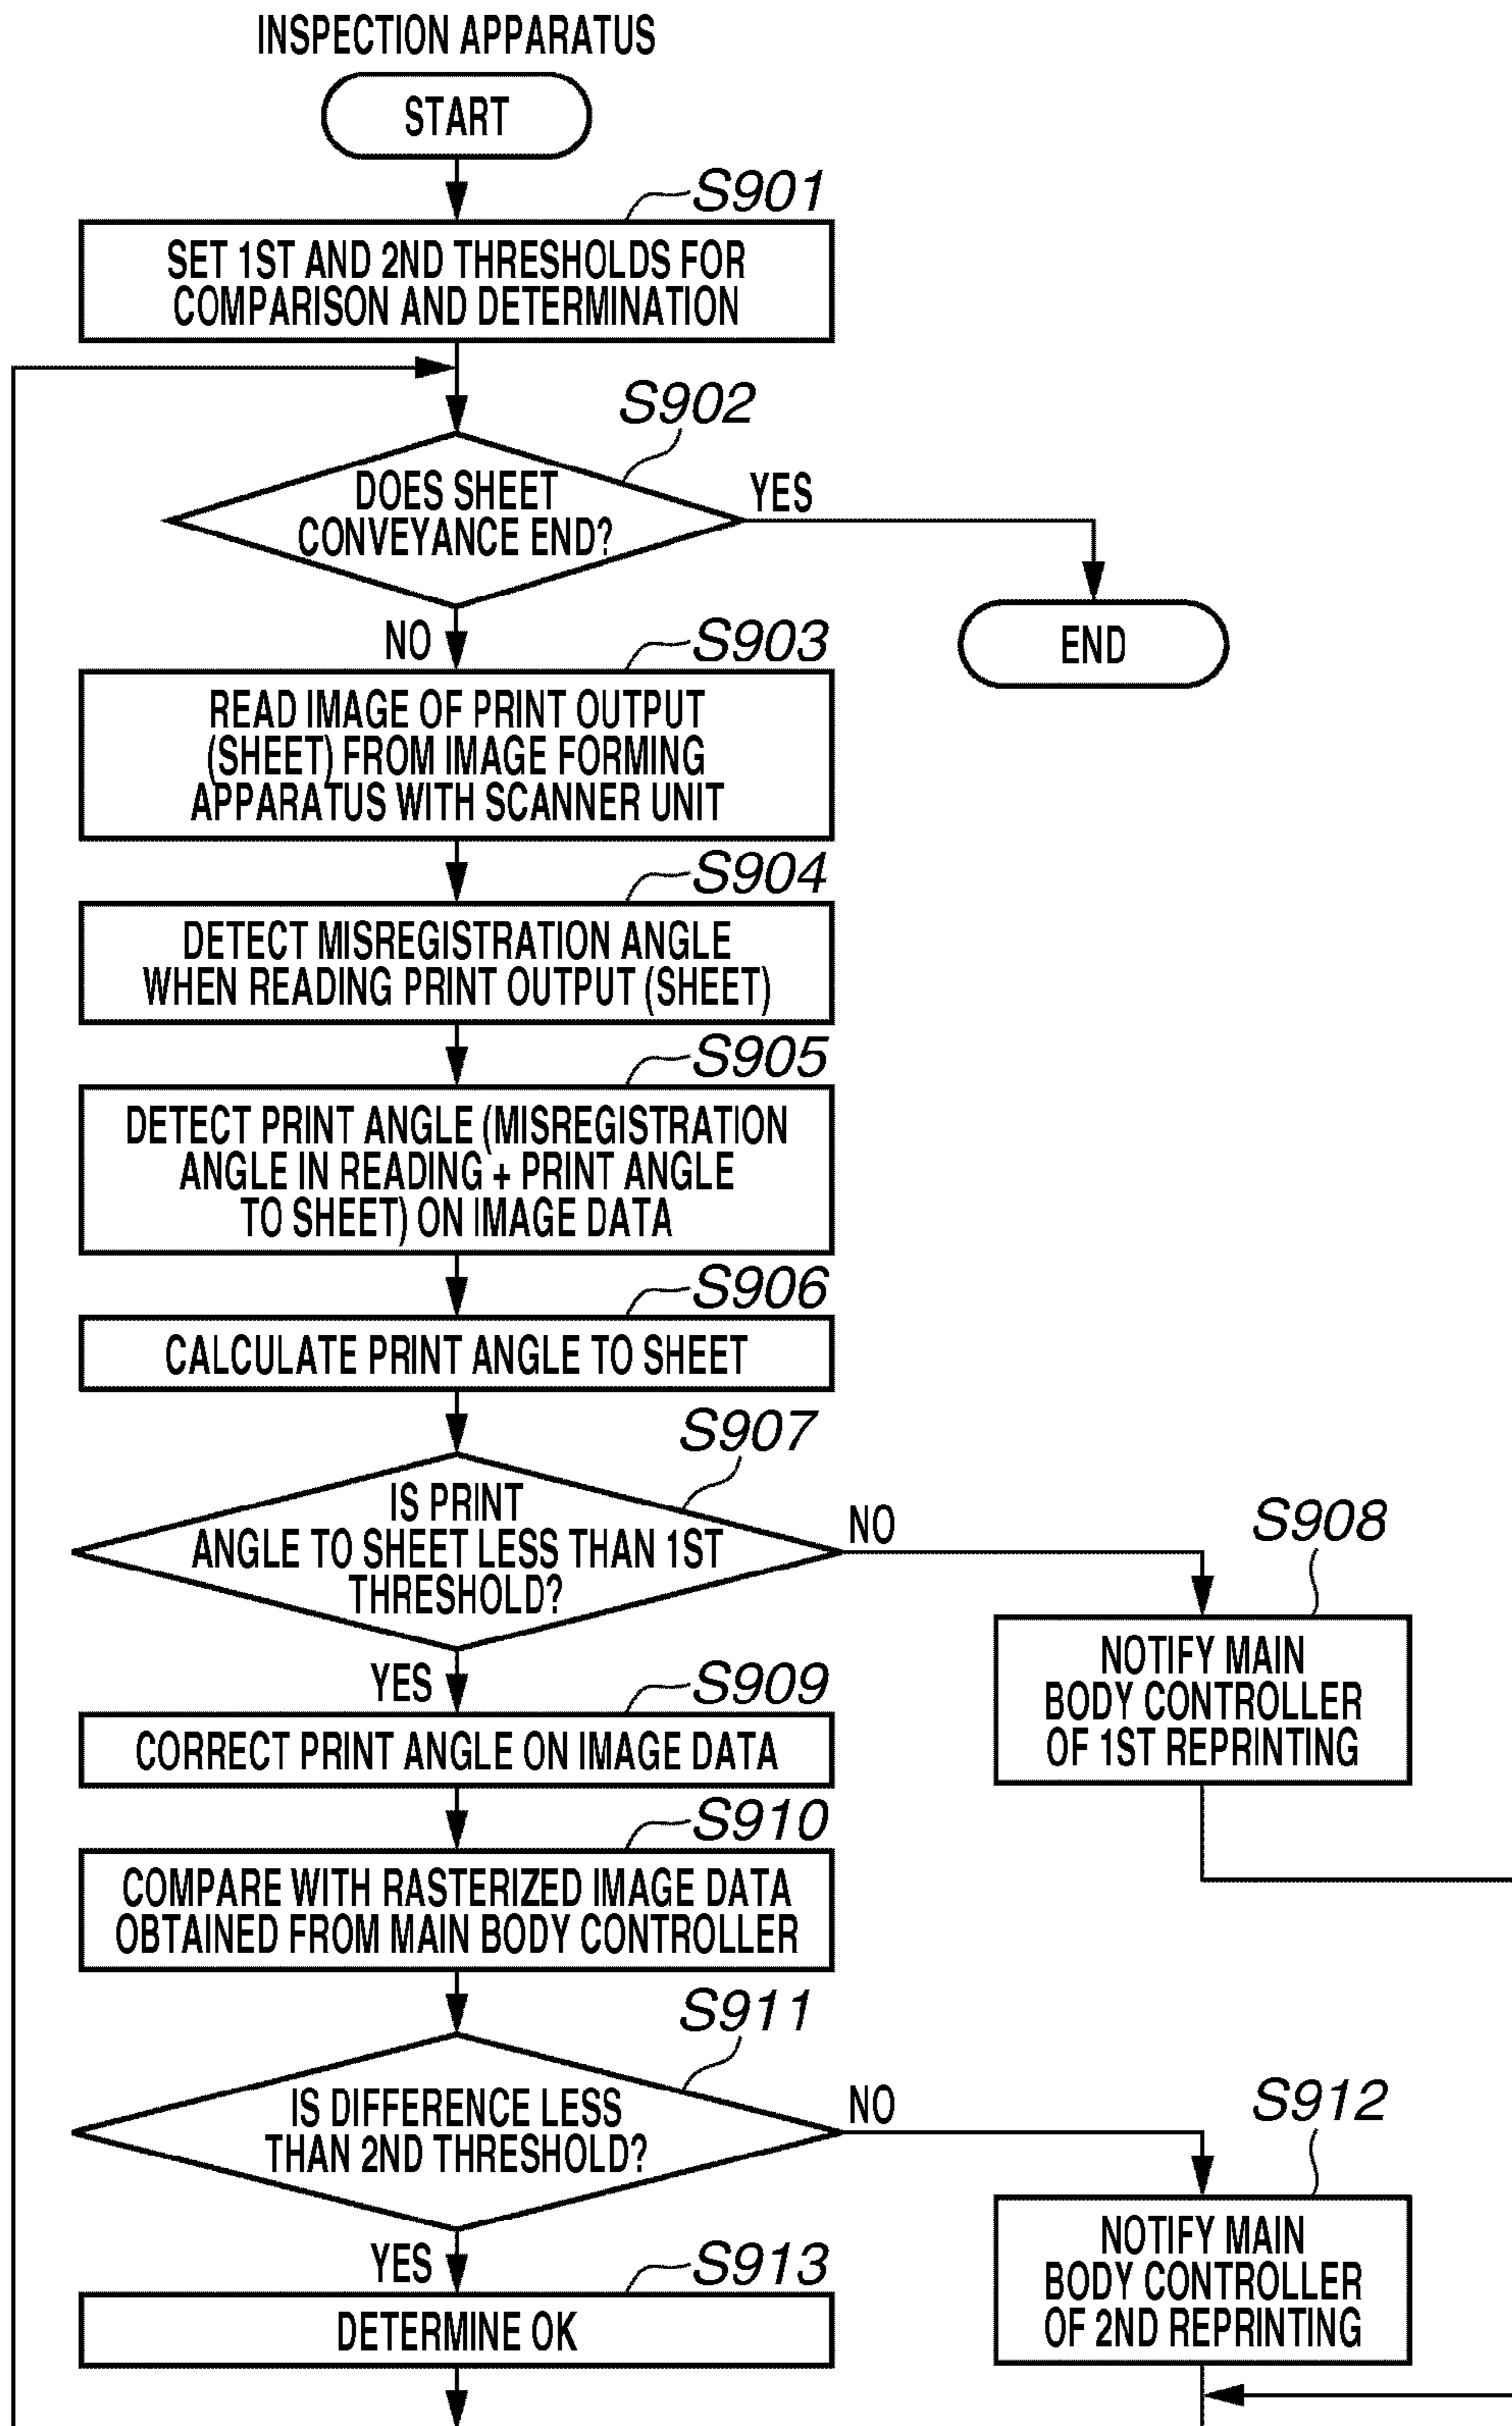 INSPECTION APPARATUS
START
S901
SET 1ST AND 2ND THRESHOLDS FOR
COMPARISON AND DETERMINATION
S902
DOES SHEET
CONVEYANCE END?
YES
END
NO
S903
READ IMAGE OF PRINT OUTPUT
(SHEET) FROM IMAGE FORMING
APPARATUS WITH SCANNER UNIT
S904
DETECT MISREGISTRATION ANGLE
WHEN READING PRINT OUTPUT (SHEET)
S905
DETECT PRINT ANGLE (MISREGISTRATION
ANGLE IN READING + PRINT ANGLE
TO SHEET) ON IMAGE DATA
S906
CALCULATE PRINT ANGLE TO SHEET
S907
IS PRINT
ANGLE TO SHEET LESS THAN 1ST
THRESHOLD?
NO
S908
NOTIFY MAIN
BODY CONTROLLER
OF 1ST REPRINTING
YES
S909
CORRECT PRINT ANGLE ON IMAGE DATA
S910
COMPARE WITH RASTERIZED IMAGE DATA
OBTAINED FROM MAIN BODY CONTROLLER
S911
IS DIFFERENCE LESS
THAN 2ND THRESHOLD?
NO
S912
NOTIFY MAIN
BODY CONTROLLER
OF 2ND REPRINTING
YES
S913
DETERMINE OK